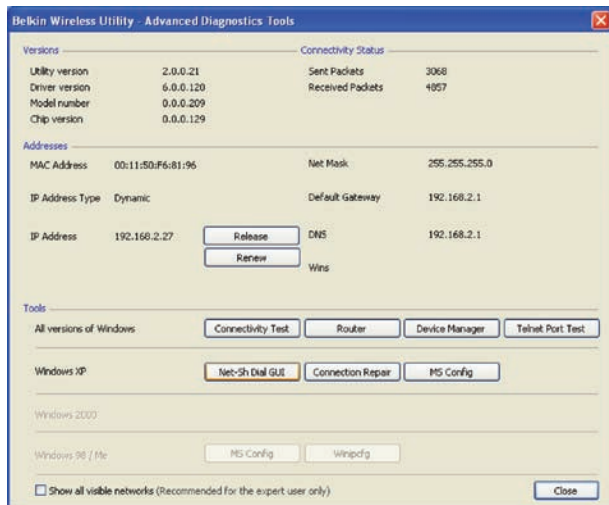 Belkin Wireless Utility - Advanced Diagnostics Tools
Versions
Utility version 2.0.0.21
Driver version 6.0.0.120
Model number 0.0.0.209
Chip version 0.0.0.129
Connectivity Status
Sent Packets 3068
Received Packets 4857
Addresses
MAC Address 00:11:50:F6:81:96
Net Mask 255.255.255.0
IP Address Type Dynamic
Default Gateway 192.168.2.1
IP Address 192.168.2.27 Release
DNS 192.168.2.1
Renew
Wins
Tools
All versions of Windows Connectivity Test Router Device Manager Telnet Port Test
Windows XP Net-Sh Dial GUI Connection Repair MS Config
Windows 2000
Windows 98 / Me MS Config Winipcfg
Show all visible networks (Recommended for the expert user only) Close